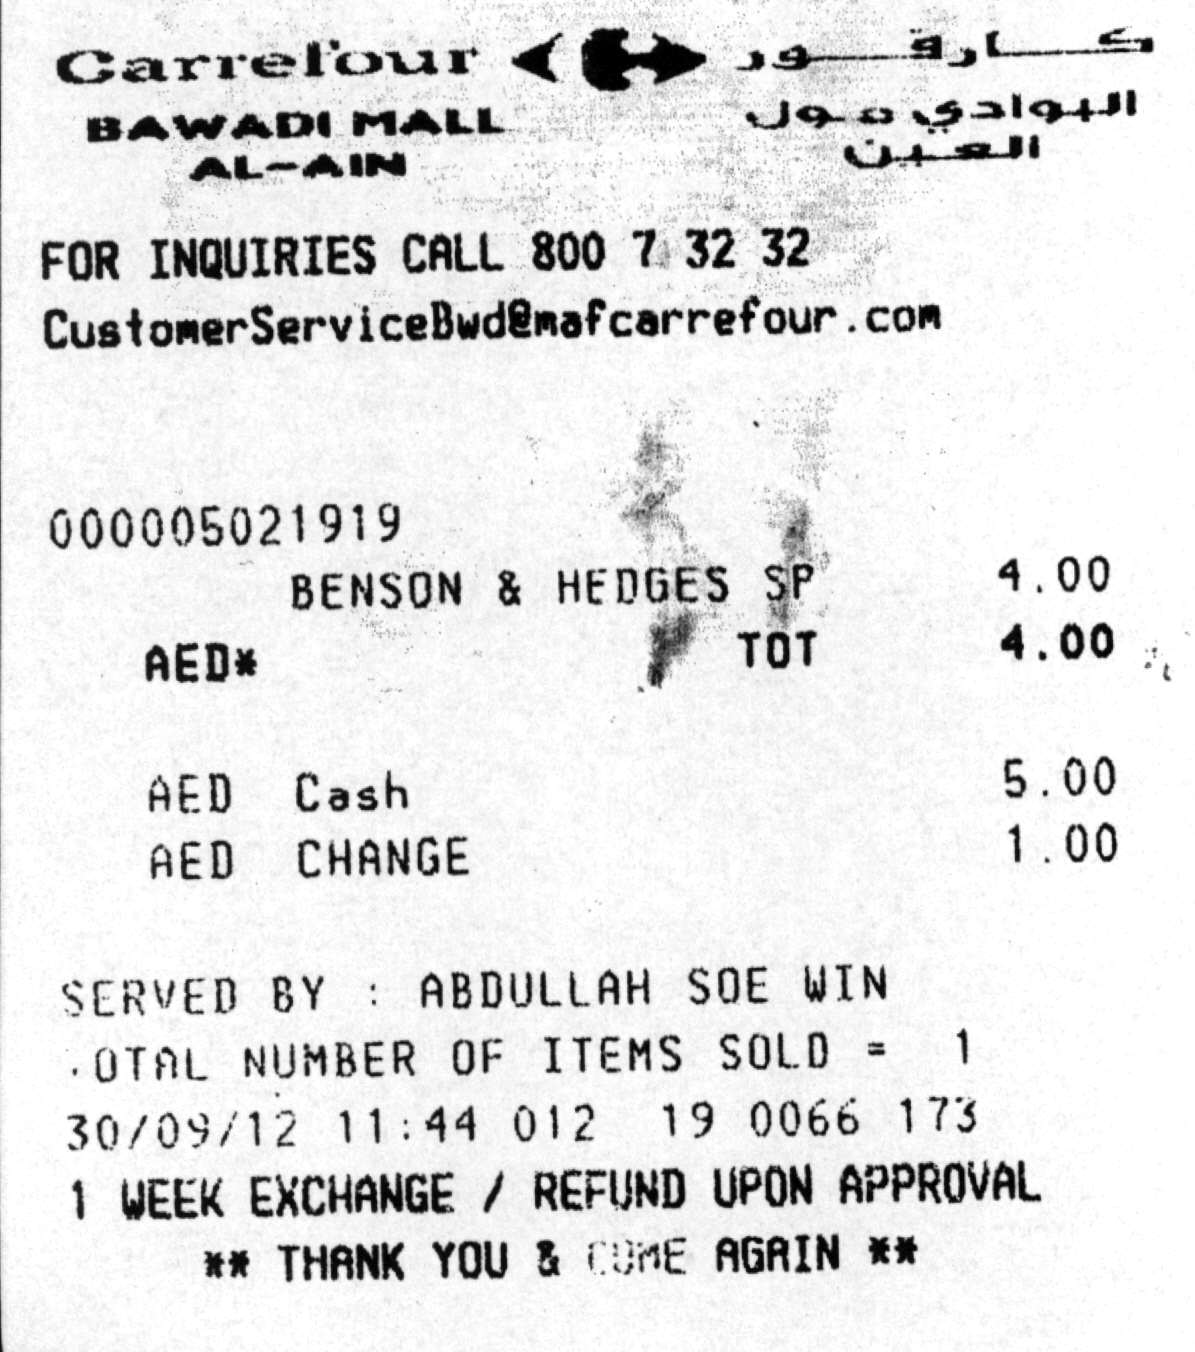 Carrefour كارفور
BAWADI MALL البوادي مول
AL-AIN العين
FOR INQUIRIES CALL 800 7 32 32
CustomerServiceBwd@mafcarrefour.com
000005021919
BENSON & HEDGES SP 4.00
AED* TOT 4.00
AED Cash 5.00
AED CHANGE 1.00
SERVED BY : ABDULLAH SOE WIN
.OTAL NUMBER OF ITEMS SOLD = 1
30/09/12 11:44 012 19 0066 173
1 WEEK EXCHANGE / REFUND UPON APPROVAL
** THANK YOU & COME AGAIN **